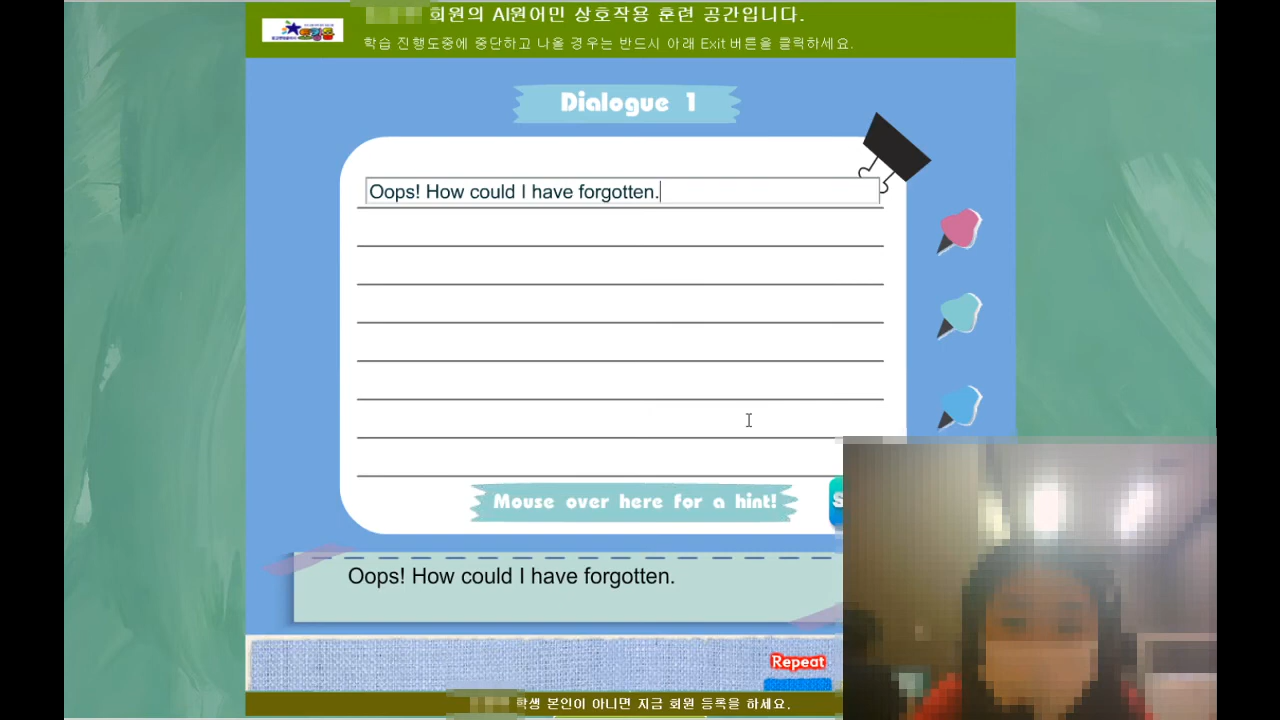 회원의 AI원어민 상호작용 훈련 공간입니다.
학습 진행도중에 중단하고 나올 경우는 반드시 아래 Exit 버튼을 클릭하세요.
Dialogue 1
Oops! How could I have forgotten.
Mouse over here for a hint!
S
Oops! How could I have forgotten.
Repeat
학생 본인이 아니면 지금 회원 등록을 하세요.